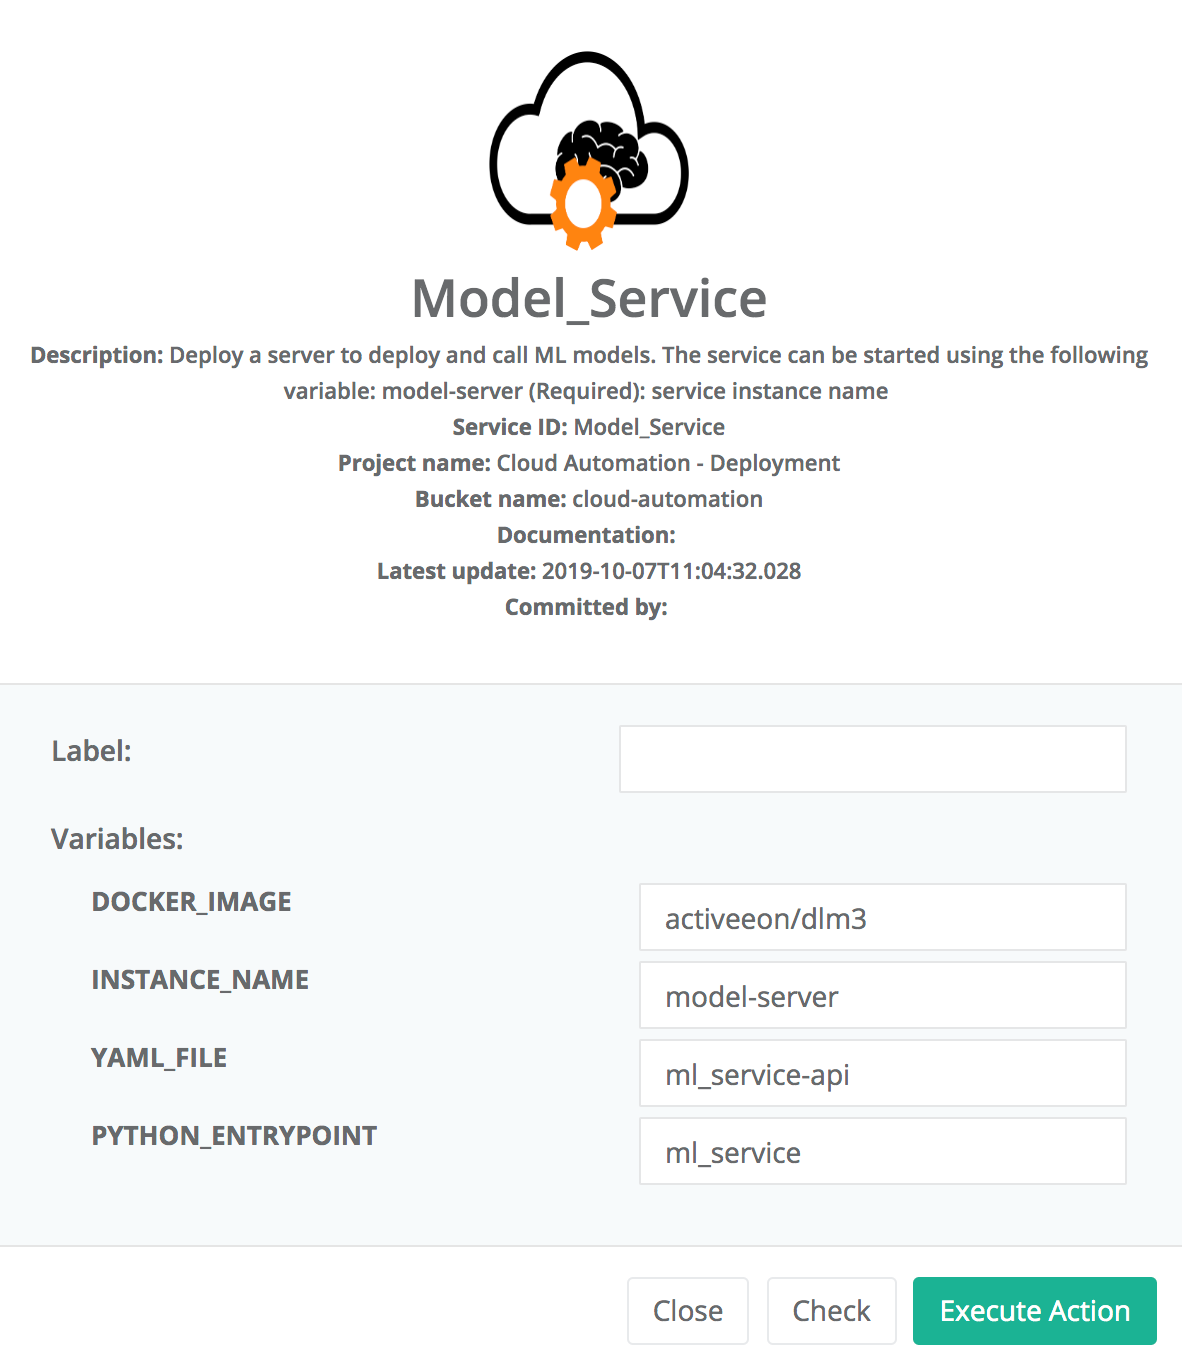 Model_Service
Description: Deploy a server to deploy and call ML models. The service can be started using the following
variable: model-server (Required): service instance name
Service ID: Model_Service
Project name: Cloud Automation - Deployment
Bucket name: cloud-automation
Documentation:
Latest update: 2019-10-07T11:04:32.028
Committed by:
Label:
Variables:
DOCKER_IMAGE activeeon/dlm3
INSTANCE_NAME model-server
YAML_FILE ml_service-api
PYTHON_ENTRYPOINT ml_service
Close Check Execute Action